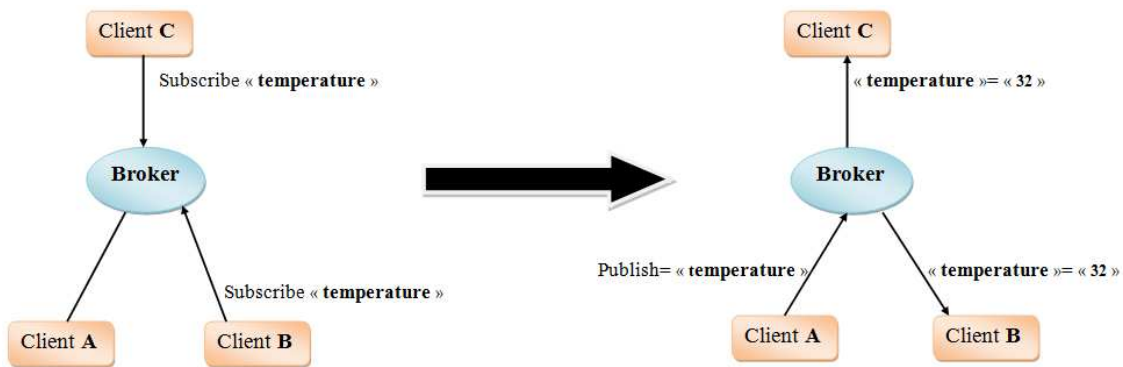 Client C
Subscribe « temperature »
Broker
Subscribe « temperature »
Client A
Client B
Client C
« temperature »= « 32 »
Broker
Publish= « temperature »
« temperature »= « 32 »
Client A
Client B